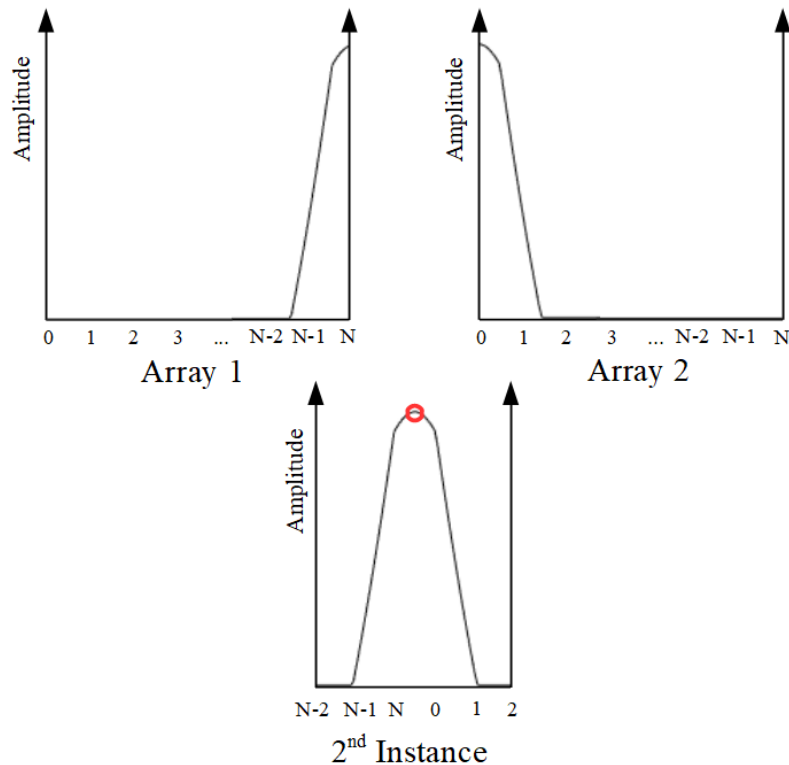 Amplitude
0 1 2 3 ... N-2 N-1 N
Array 1
Amplitude
0 1 2 3 ... N-2 N-1 N
Array 2
Amplitude
N-2 N-1 N 0 1 2
2nd Instance